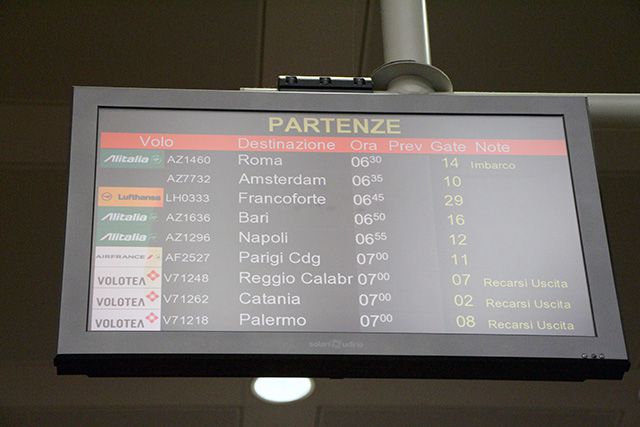 PARTENZE
Volo Destinazione Ora Prev Gate Note
Alitalia AZ1460 Roma 0630 14 Imbarco
AZ7732 Amsterdam 0635 10
Lufthansa LH0333 Francoforte 0645 29
Alitalia AZ1636 Bari 0650 16
Alitalia AZ1296 Napoli 0655 12
AIRFRANCE AF2527 Parigi Cdg 0700 11
VOLOTEA V71248 Reggio Calabr 0700 07 Recarsi Uscita
VOLOTEA V71262 Catania 0700 02 Recarsi Uscita
VOLOTEA V71218 Palermo 0700 08 Recarsi Uscita
solari udine